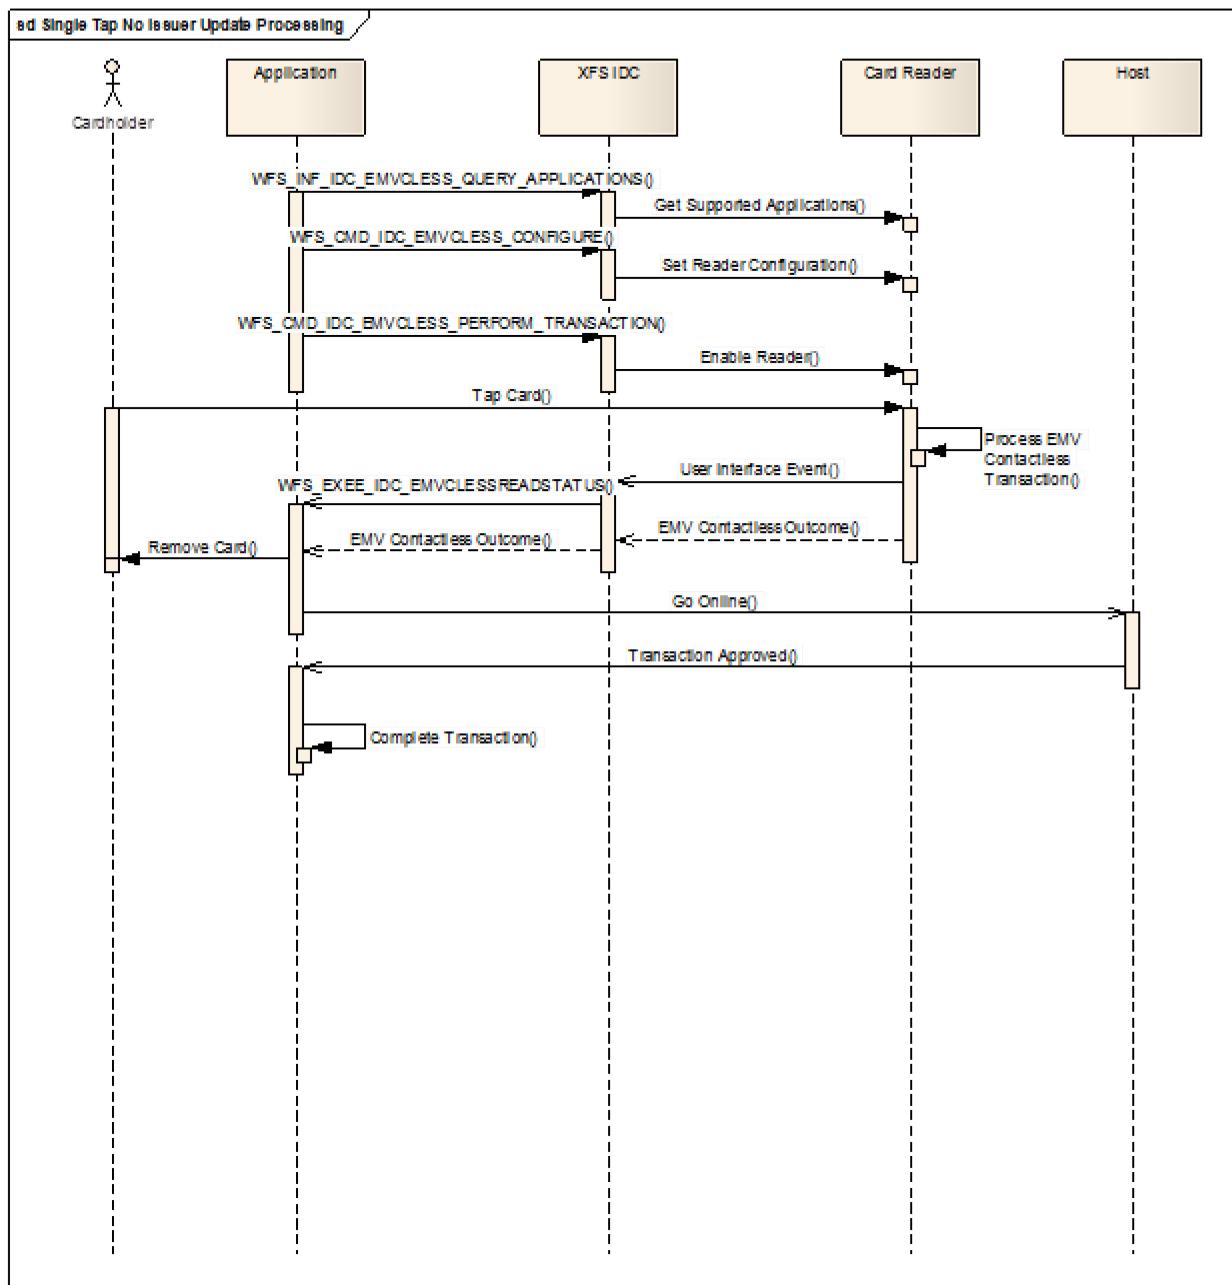 sd Single Tap No Issuer Update Processing
Cardholder
Application
XFS IDC
Card Reader
Host
WFS_INF_IDC_EMVCLESS_QUERY_APPLICATIONS()
Get Supported Applications()
WFS_CMD_IDC_EMVCLESS_CONFIGURE()
Set Reader Configuration()
WFS_CMD_IDC_EMVCLESS_PERFORM_TRANSACTION()
Enable Reader()
Tap Card()
Process EMV
Contactless
Transaction()
User Interface Event()
WFS_EXEE_IDC_EMVCLESSREADSTATUS()
EMV Contactless Outcome()
EMV Contactless Outcome()
Remove Card()
Go Online()
Transaction Approved()
Complete Transaction()